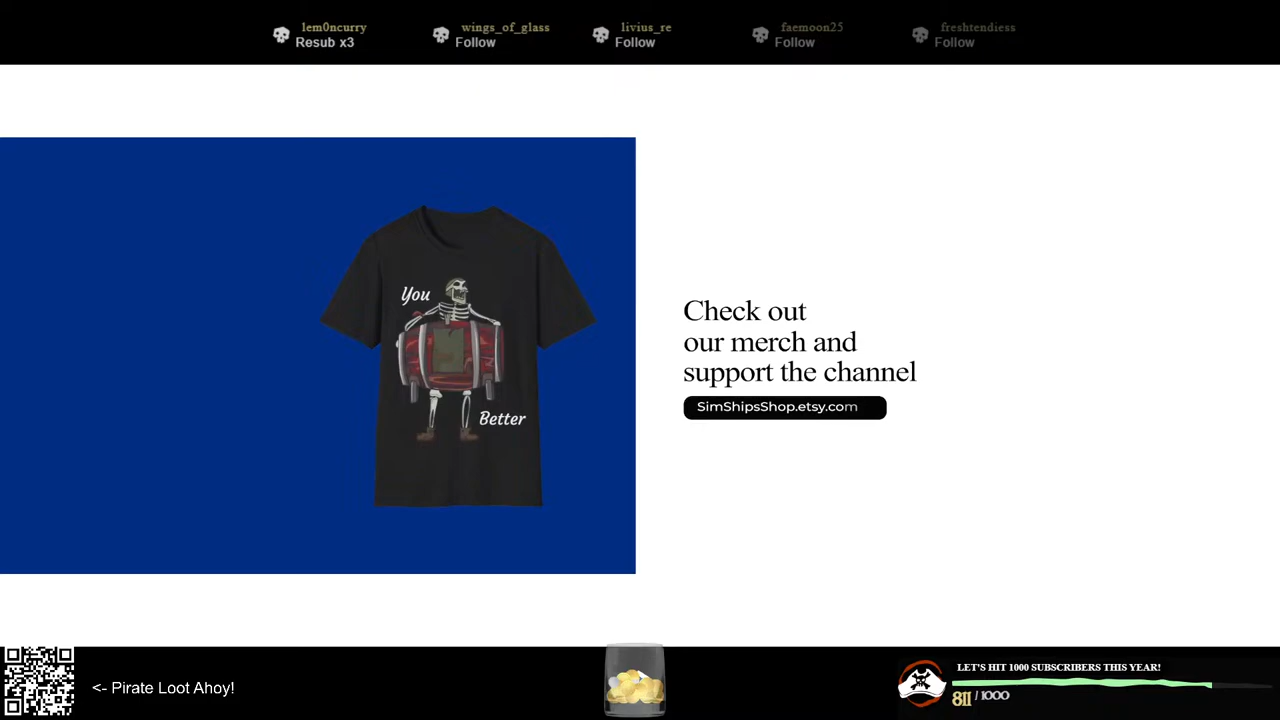 lem0ncurry
Resub x3
wings_of_glass
Follow
livius_re
Follow
faemoon25
Follow
freshtendiess
Follow
You
Better
Check out
our merch and
support the channel
SimShipsShop.etsy.com
<- Pirate Loot Ahoy!
LET'S HIT 1000 SUBSCRIBERS THIS YEAR!
811 / 1000